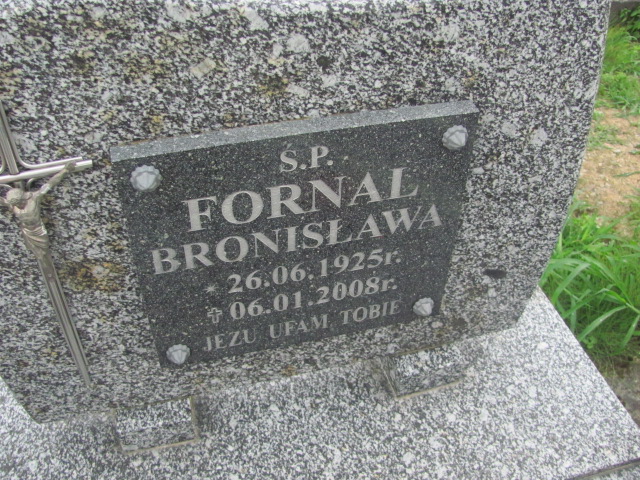 S.P.
FORNAL
BRONISŁAWA
* 26.06.1925r.
✝ 06.01.2008r.
JEZU UFAM TOBIE